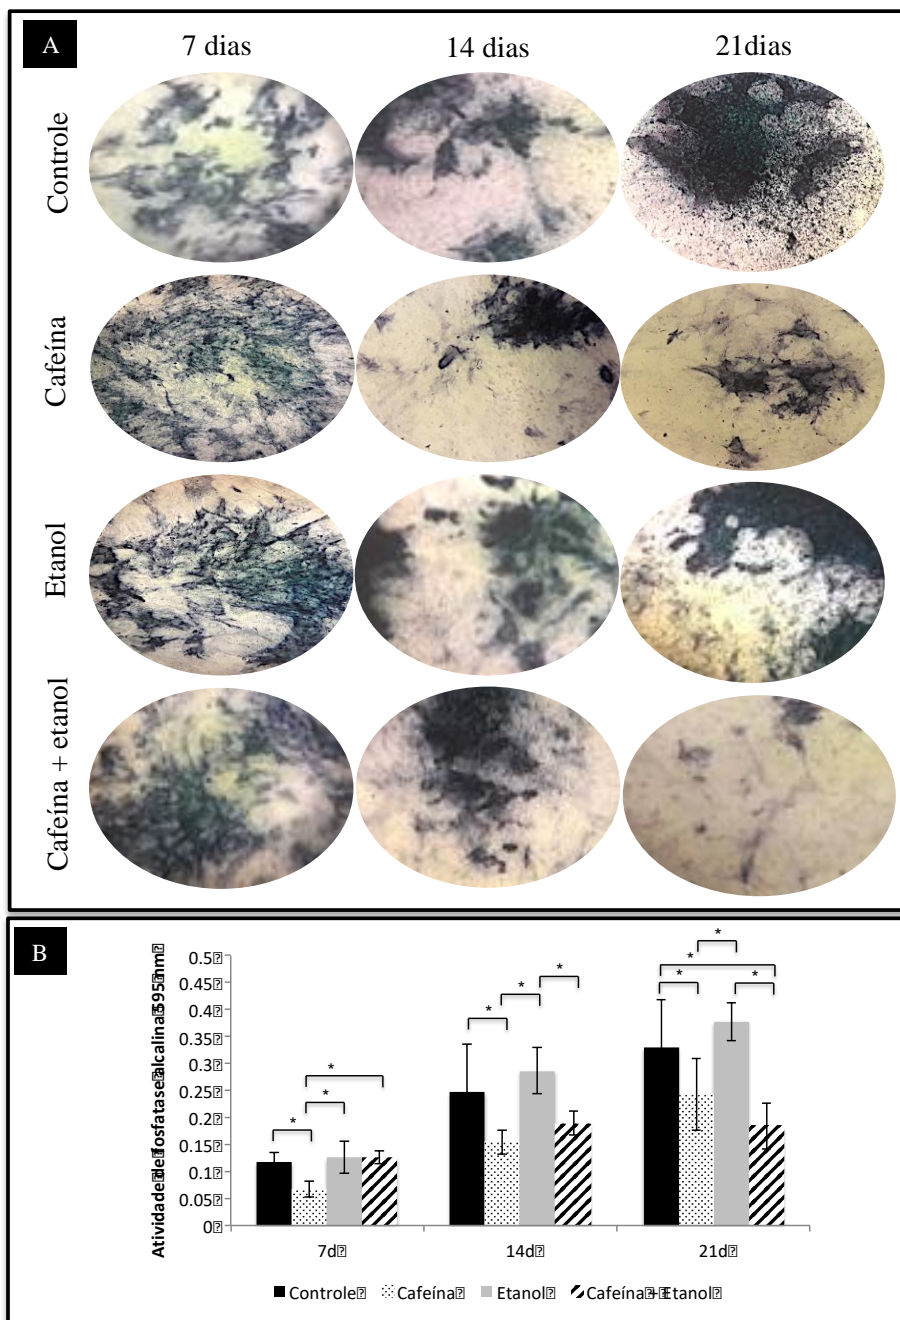 A
7 dias
14 dias
21dias
Controle
Cafeína
Etanol
Cafeína + etanol
B
Atividade de fosfatase alcalina 595 nm
0.5
0.45
0.4
0.35
0.3
0.25
0.2
0.15
0.1
0.05
0
* * *
* * *
* * * *
7d
14d
21d
Controle
Cafeína
Etanol
Cafeína + Etanol